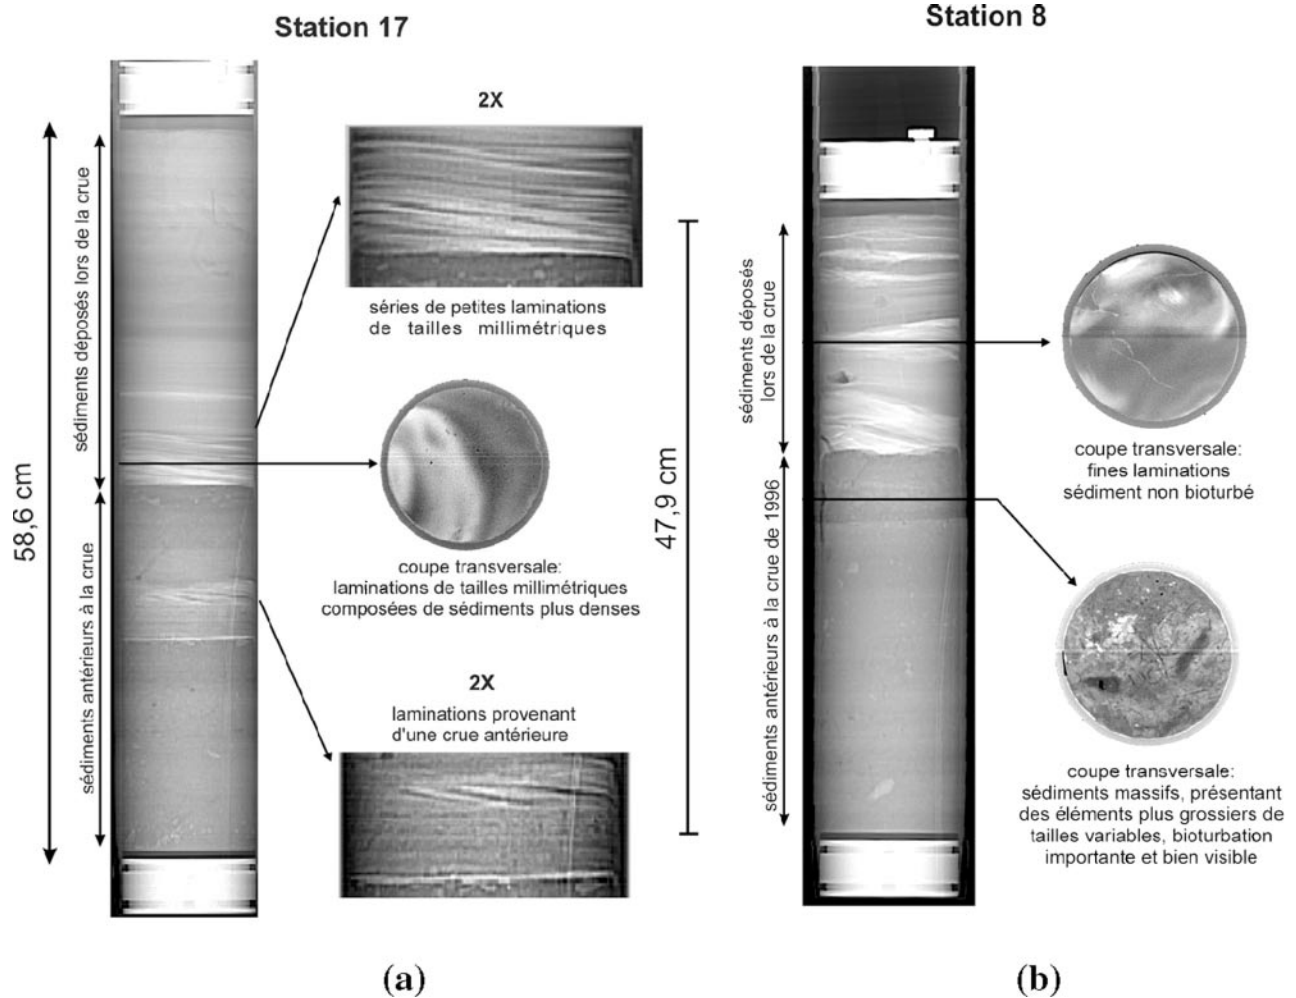 Station 17
Station 8
2X
58,6 cm
sédiments déposés lors de la crue
sédiments antérieurs à la crue
séries de petites laminations
de tailles millimétriques
coupe transversale:
laminations de tailles millimétriques
composées de sédiments plus denses
2X
laminations provenant
d'une crue antérieure
47,9 cm
sédiments déposés
lors de la crue
sédiments antérieurs à la crue de 1996
coupe transversale:
fines laminations
sédiment non bioturbé
coupe transversale:
sédiments massifs, présentant
des éléments plus grossiers de
tailles variables, bioturbation
importante et bien visible
(a)
(b)